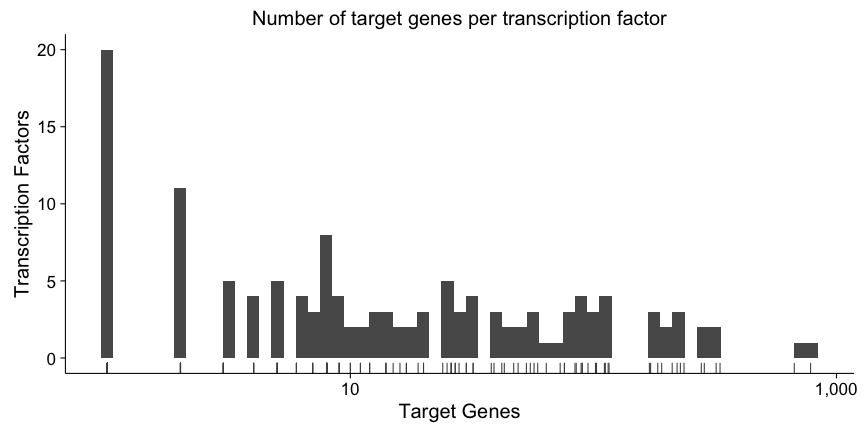 Number of target genes per transcription factor
20
15
10
5
0
Transcription Factors
10
1,000
Target Genes